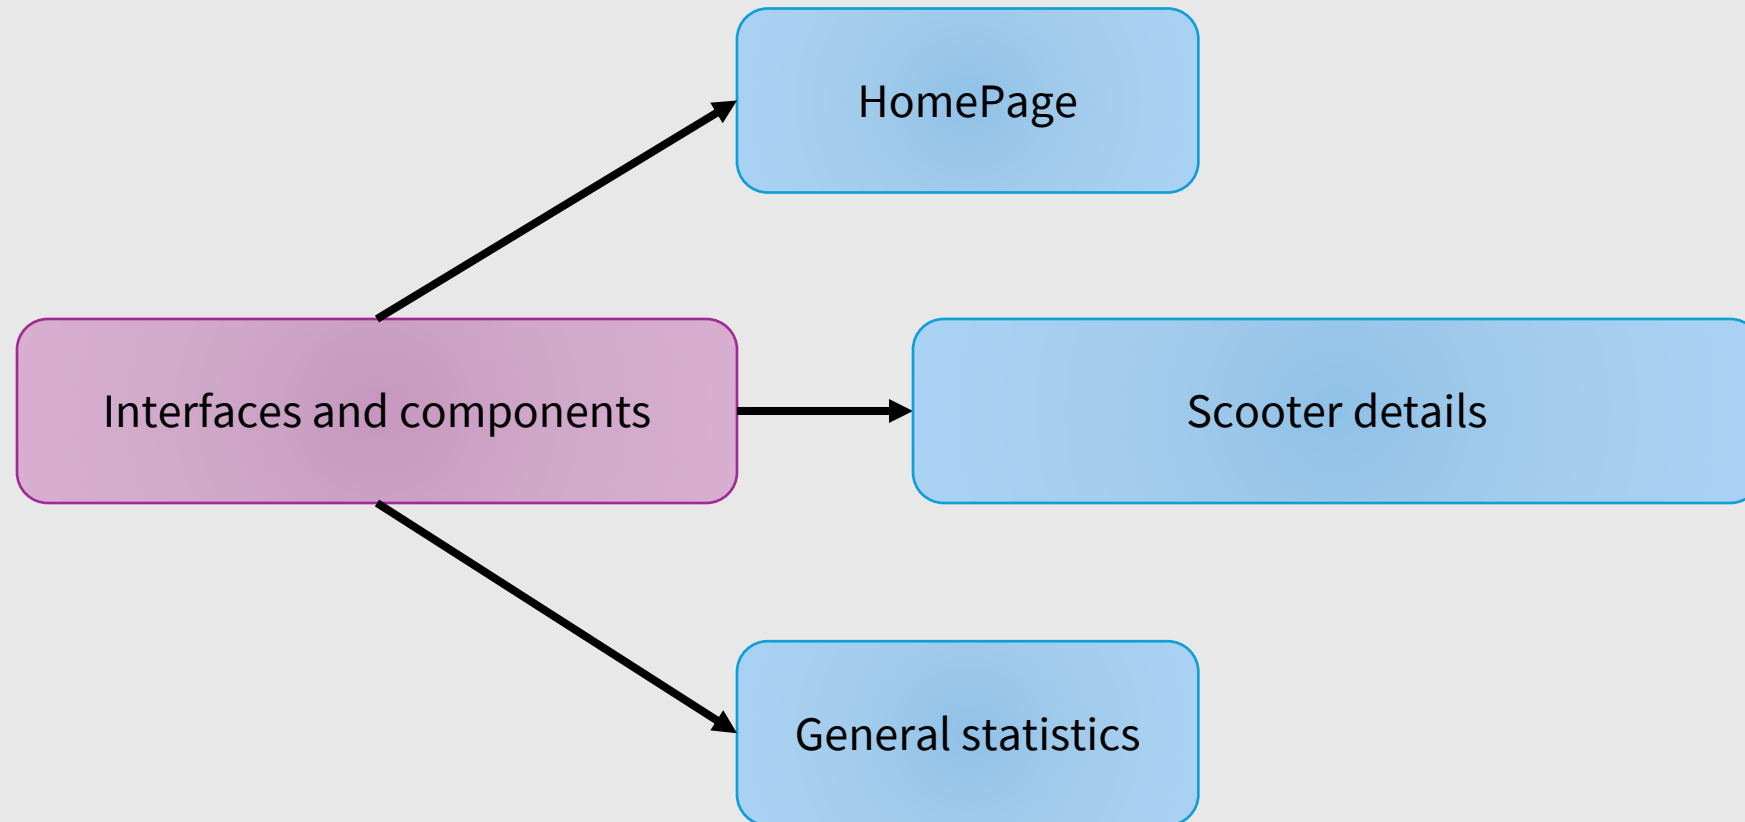 HomePage
Interfaces and components
Scooter details
General statistics